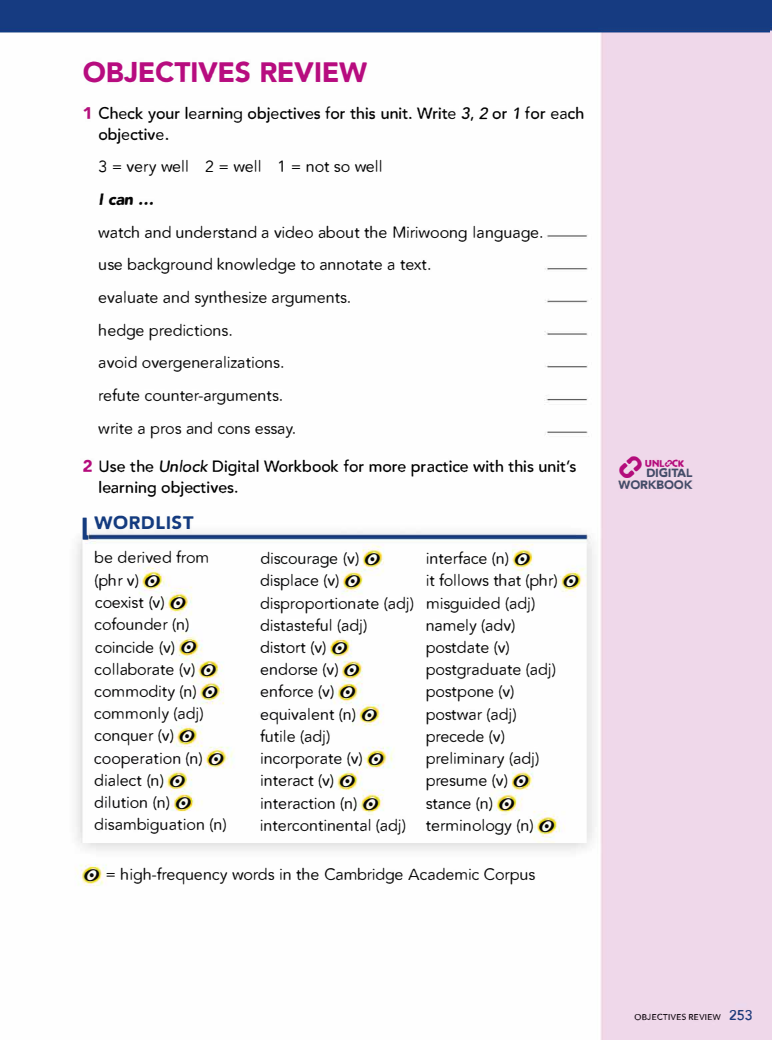 OBJECTIVES REVIEW
1 Check your learning objectives for this unit. Write 3, 2 or 1 for each
objective.
3 = very well 2 = well 1 = not so well
I can ...
watch and understand a video about the Miriwoong language.
use background knowledge to annotate a text.
evaluate and synthesize arguments.
hedge predictions.
avoid overgeneralizations.
refute counter-arguments.
write a pros and cons essay.
2 Use the Unlock Digital Workbook for more practice with this unit's
learning objectives.
UNLOCK
DIGITAL
WORKBOOK
WORDLIST
be derived from
(phr v)
coexist (v)
cofounder (n)
coincide (v)
collaborate (v)
commodity (n)
commonly (adj)
conquer (v)
cooperation (n)
dialect (n)
dilution (n)
disambiguation (n)
discourage (v)
displace (v)
disproportionate (adj)
distasteful (adj)
distort (v)
endorse (v)
enforce (v)
equivalent (n)
futile (adj)
incorporate (v)
interact (v)
interaction (n)
intercontinental (adj)
interface (n)
it follows that (phr)
misguided (adj)
namely (adv)
postdate (v)
postgraduate (adj)
postpone (v)
postwar (adj)
precede (v)
preliminary (adj)
presume (v)
stance (n)
terminology (n)
= high-frequency words in the Cambridge Academic Corpus
OBJECTIVES REVIEW 253